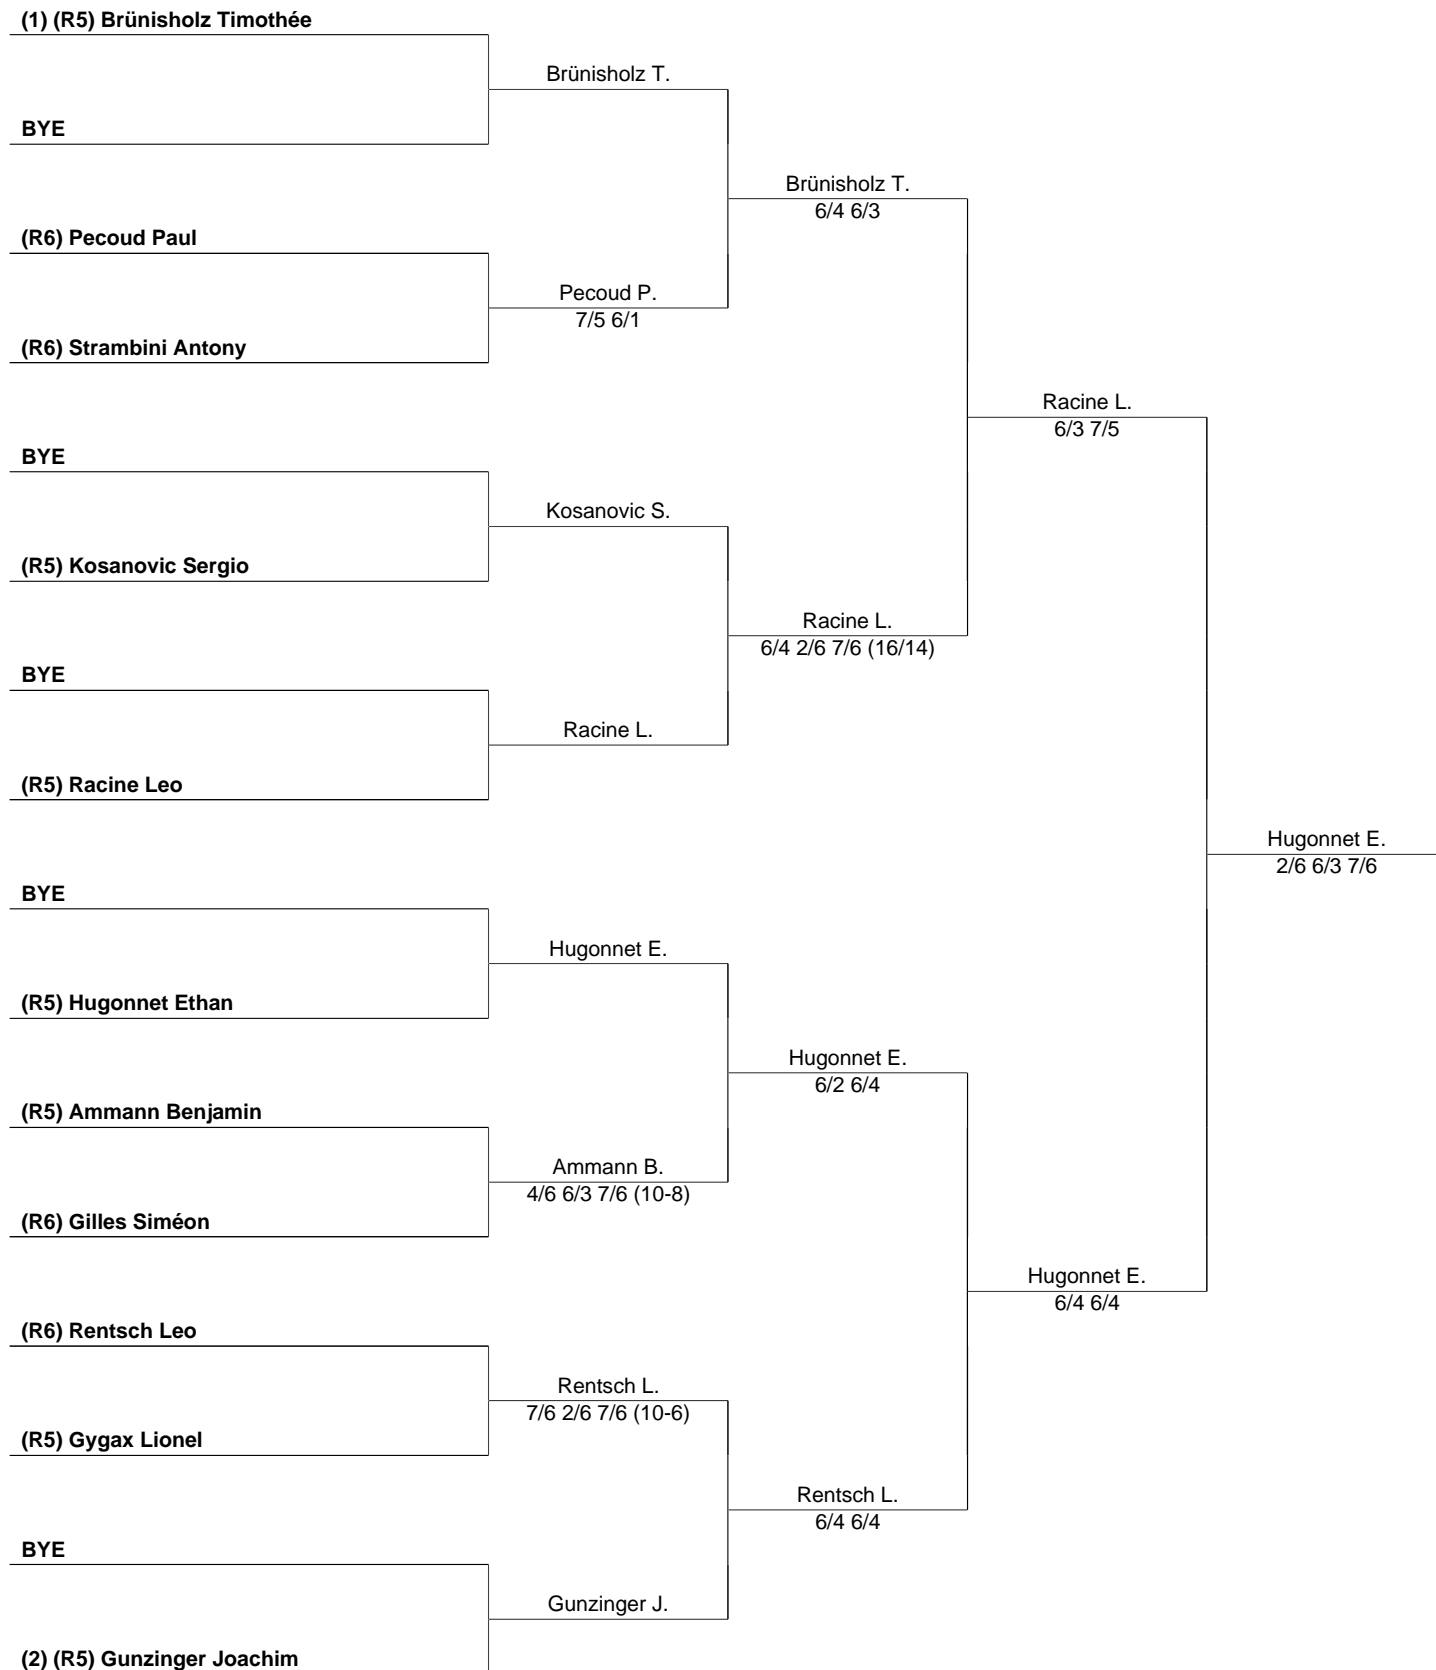 (1) (R5) Brünisholz Timothée
Brünisholz T.
BYE
Brünisholz T.
6/4 6/3
(R6) Pecoud Paul
Pecoud P.
7/5 6/1
(R6) Strambini Antony
Racine L.
6/3 7/5
BYE
Kosanovic S.
(R5) Kosanovic Sergio
Racine L.
6/4 2/6 7/6 (16/14)
BYE
Racine L.
(R5) Racine Leo
Hugonnet E.
2/6 6/3 7/6
BYE
Hugonnet E.
(R5) Hugonnet Ethan
Hugonnet E.
6/2 6/4
(R5) Ammann Benjamin
Ammann B.
4/6 6/3 7/6 (10-8)
(R6) Gilles Siméon
Hugonnet E.
6/4 6/4
(R6) Rentsch Leo
Rentsch L.
7/6 2/6 7/6 (10-6)
(R5) Gygax Lionel
Rentsch L.
6/4 6/4
BYE
Gunzinger J.
(2) (R5) Gunzinger Joachim